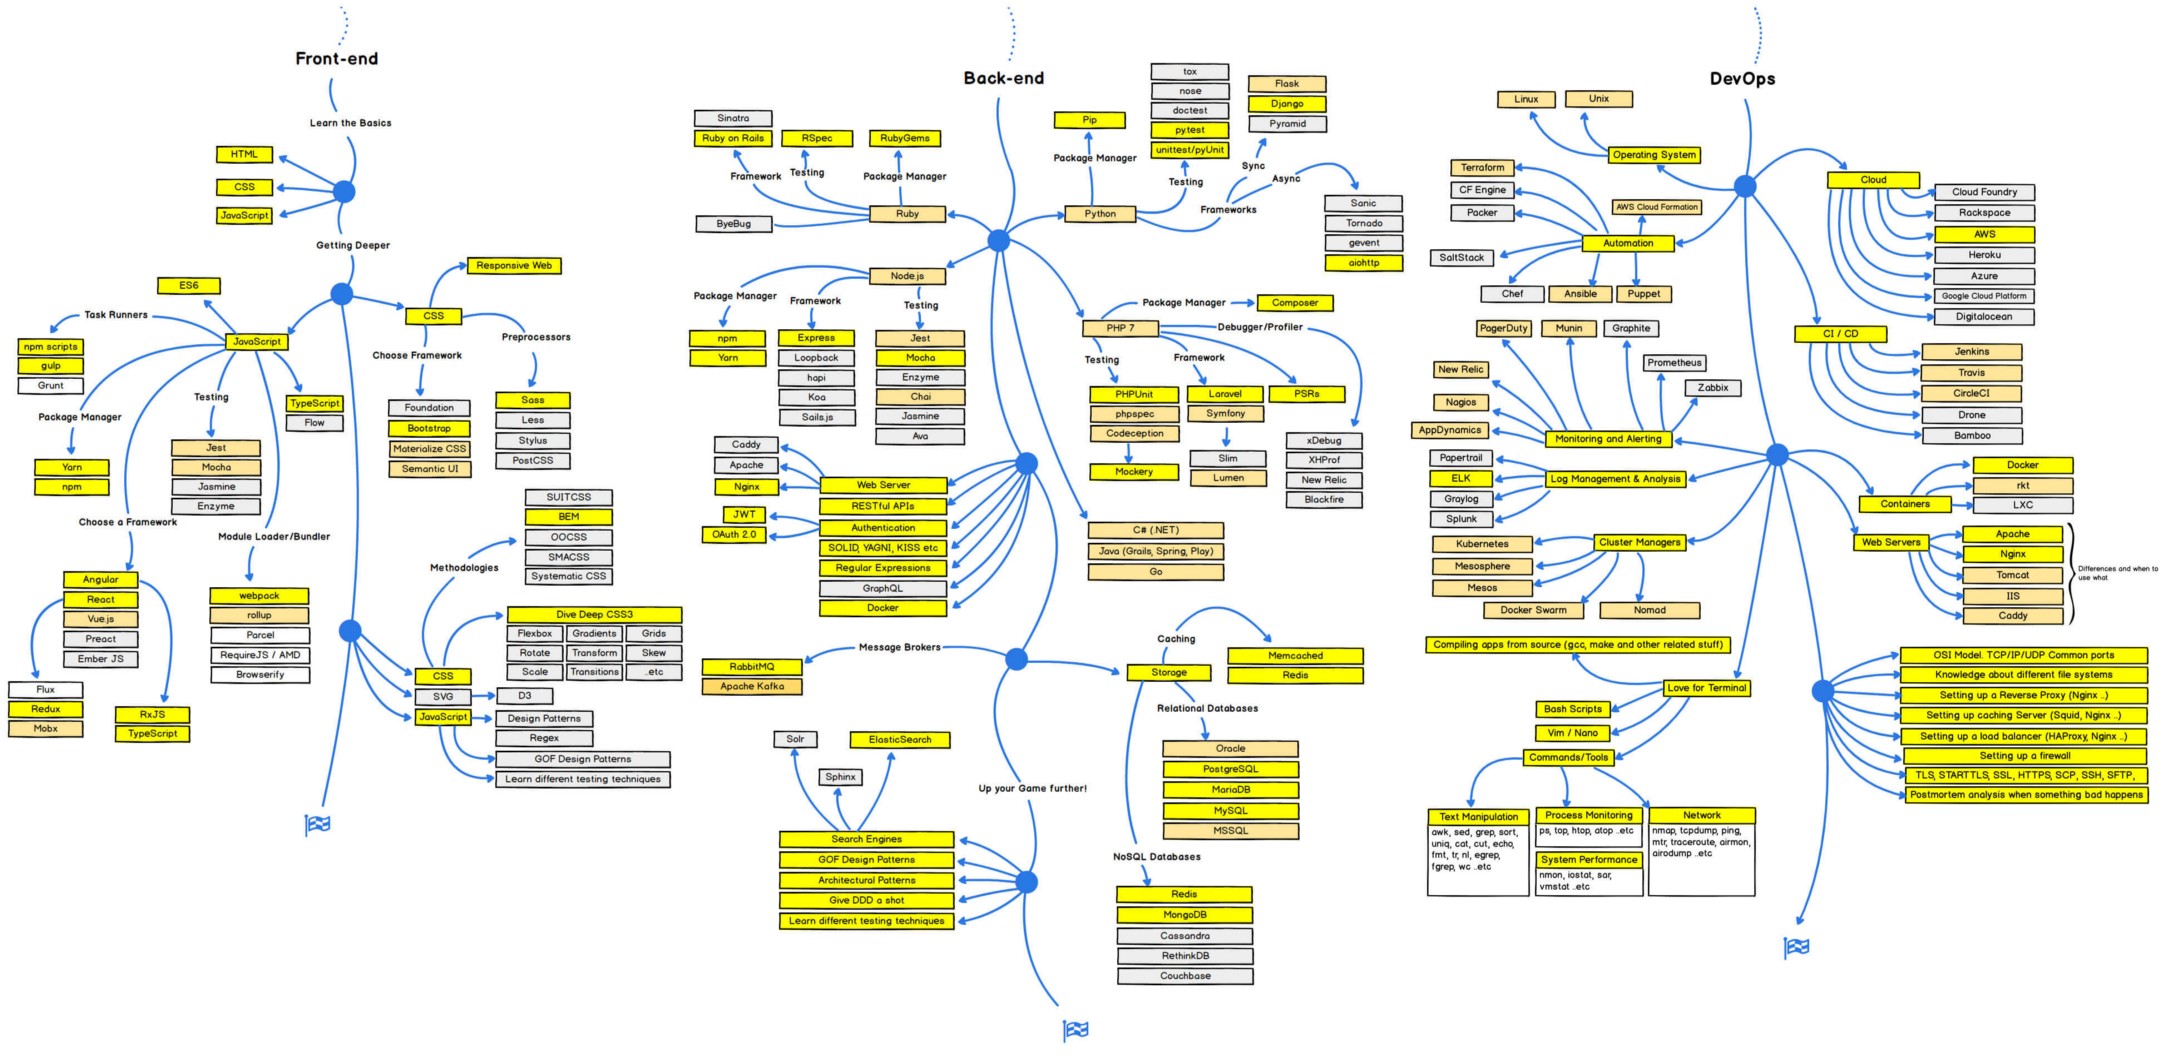 Front-end
Learn the Basics
HTML
CSS
JavaScript
Getting Deeper
Responsive Web
ES6
CSS
Task Runners
npm scripts
gulp
Grunt
JavaScript
Preprocessors
Choose Framework
Package Manager
Testing
TypeScript
Flow
Foundation
Bootstrap
Materialize CSS
Semantic UI
Sass
Less
Stylus
PostCSS
Yarn
npm
Jest
Mocha
Jasmine
Enzyme
Choose a Framework
Module Loader/Bundler
SUITCSS
BEM
OOCSS
SMACSS
Systematic CSS
Methodologies
Angular
React
Vue.js
Preact
Ember JS
webpack
rollup
Parcel
RequireJS / AMD
Browserify
Dive Deep CSS3
Flexbox
Gradients
Grids
Rotate
Transform
Skew
Scale
Transitions
..etc
Flux
Redux
Mobx
RxJS
TypeScript
CSS
SVG
D3
JavaScript
Design Patterns
Regex
GOF Design Patterns
Learn different testing techniques
Back-end
Sinatra
Ruby on Rails
RSpec
RubyGems
Framework
Testing
Package Manager
Ruby
ByeBug
Pip
Package Manager
Python
tox
nose
doctest
pytest
unittest/pyUnit
Testing
Flask
Django
Pyramid
Sync
Async
Frameworks
Sanic
Tornado
gevent
aiohttp
Node.js
Package Manager
Framework
Testing
npm
Yarn
Express
Loopback
hapi
Koa
Sails.js
Jest
Mocha
Enzyme
Chai
Jasmine
Ava
PHP 7
Package Manager
Composer
Debugger/Profiler
Testing
Framework
PHPUnit
phpspec
Codeception
Mockery
Laravel
Symfony
Slim
Lumen
PSRs
xDebug
XHProf
New Relic
Blackfire
Caddy
Apache
Nginx
JWT
OAuth 2.0
Web Server
RESTful APIs
Authentication
SOLID, YAGNI, KISS etc
Regular Expressions
GraphQL
Docker
C# (.NET)
Java (Grails, Spring, Play)
Go
Message Brokers
RabbitMQ
Apache Kafka
Caching
Memcached
Redis
Storage
Relational Databases
Oracle
PostgreSQL
MariaDB
MySQL
MSSQL
NoSQL Databases
Redis
MongoDB
Cassandra
RethinkDB
Couchbase
Up your Game further!
Solr
Sphinx
ElasticSearch
Search Engines
GOF Design Patterns
Architectural Patterns
Give DDD a shot
Learn different testing techniques
DevOps
Linux
Unix
Operating System
Terraform
CF Engine
Packer
SaltStack
AWS Cloud Formation
Automation
Chef
Ansible
Puppet
Cloud
Cloud Foundry
Rackspace
AWS
Heroku
Azure
Google Cloud Platform
Digitalocean
CI / CD
Jenkins
Travis
CircleCI
Drone
Bamboo
PagerDuty
Munin
Graphite
Prometheus
Zabbix
New Relic
Nagios
AppDynamics
Monitoring and Alerting
Papertrail
ELK
Graylog
Splunk
Log Management & Analysis
Cluster Managers
Kubernetes
Mesosphere
Mesos
Docker Swarm
Nomad
Containers
Docker
rkt
LXC
Web Servers
Apache
Nginx
Tomcat
IIS
Caddy
Differences and when to
use what
Compiling apps from source (gcc, make and other related stuff)
Love for Terminal
Bash Scripts
Vim / Nano
Commands/Tools
Text Manipulation
awk, sed, grep, sort,
uniq, cat, cut, echo,
fmt, tr, nl, egrep,
fgrep, wc ..etc
Process Monitoring
ps, top, htop, atop ..etc
System Performance
nmon, iostat, sar,
vmstat ..etc
Network
nmap, tcpdump, ping,
mtr, traceroute, airmon,
airodump ..etc
OSI Model. TCP/IP/UDP Common ports
Knowledge about different file systems
Setting up a Reverse Proxy (Nginx ..)
Setting up caching Server (Squid, Nginx ..)
Setting up a load balancer (HAProxy, Nginx ..)
Setting up a firewall
TLS, STARTTLS, SSL, HTTPS, SCP, SSH, SFTP,
Postmortem analysis when something bad happens